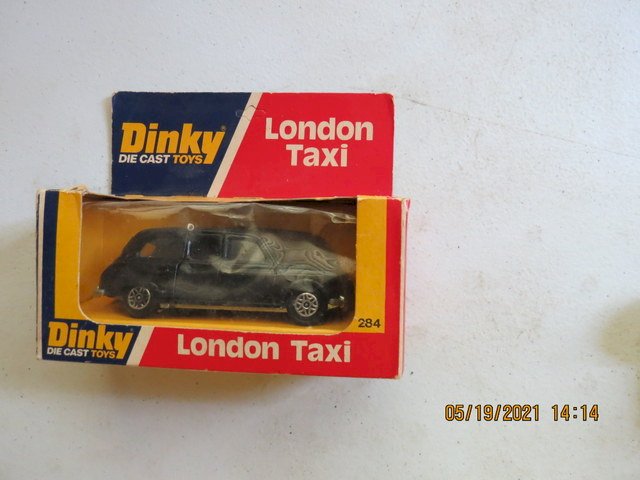 Dinky®
DIE CAST TOYS
London
Taxi
284
Dinky
DIE CAST TOYS
London Taxi
05/19/2021 14:14